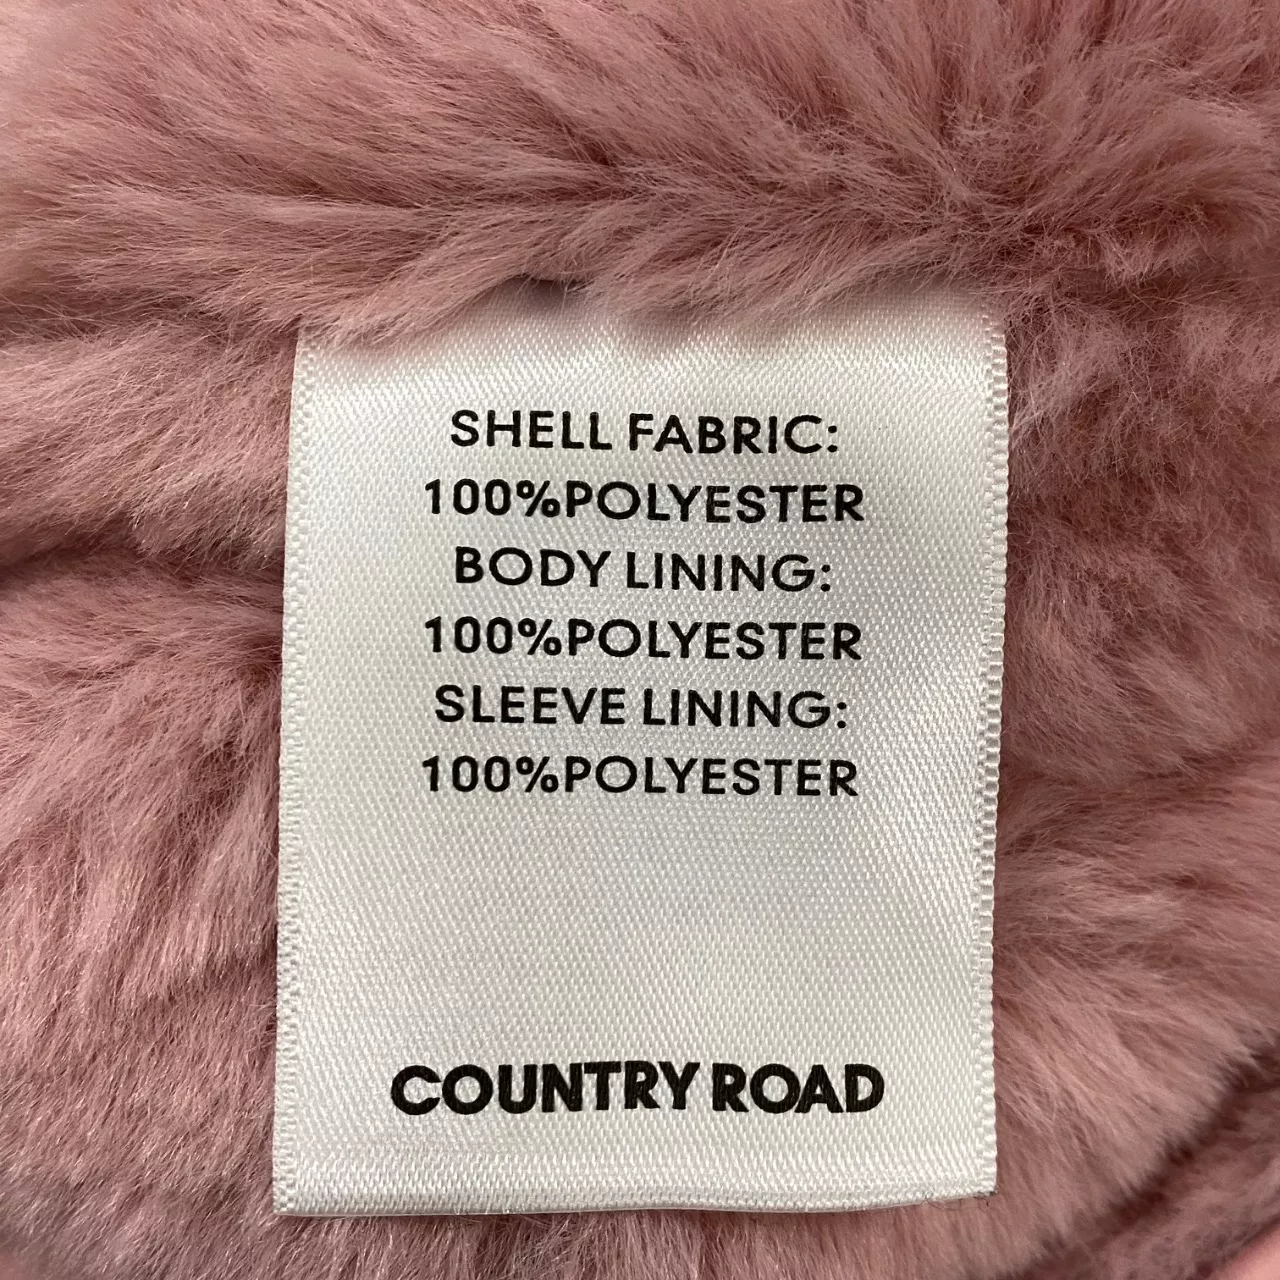 SHELL FABRIC:
100%POLYESTER
BODY LINING:
100%POLYESTER
SLEEVE LINING:
100%POLYESTER
COUNTRY ROAD